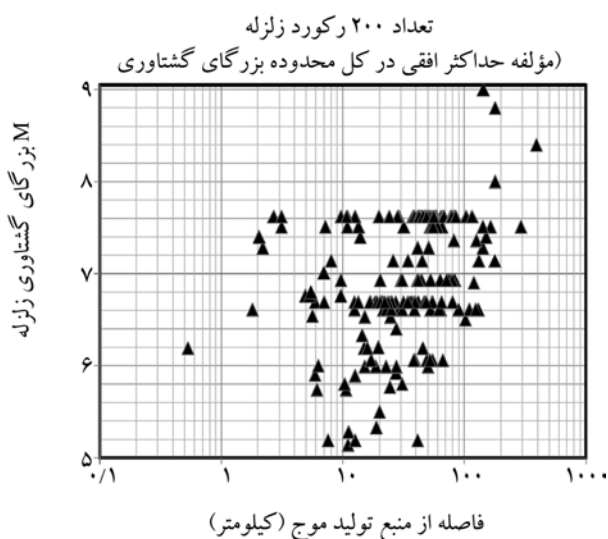 تعداد ۲۰۰ رکورد زلزله
(مؤلفه حداکثر افقی در کل محدوده بزرگای گشتاوری
بزرگای گشتاوری زلزله M
۹
۸
۷
۶
۵
۰/۱
۱
۱۰
۱۰۰
۱۰۰۰
فاصله از منبع تولید موج (کیلومتر)